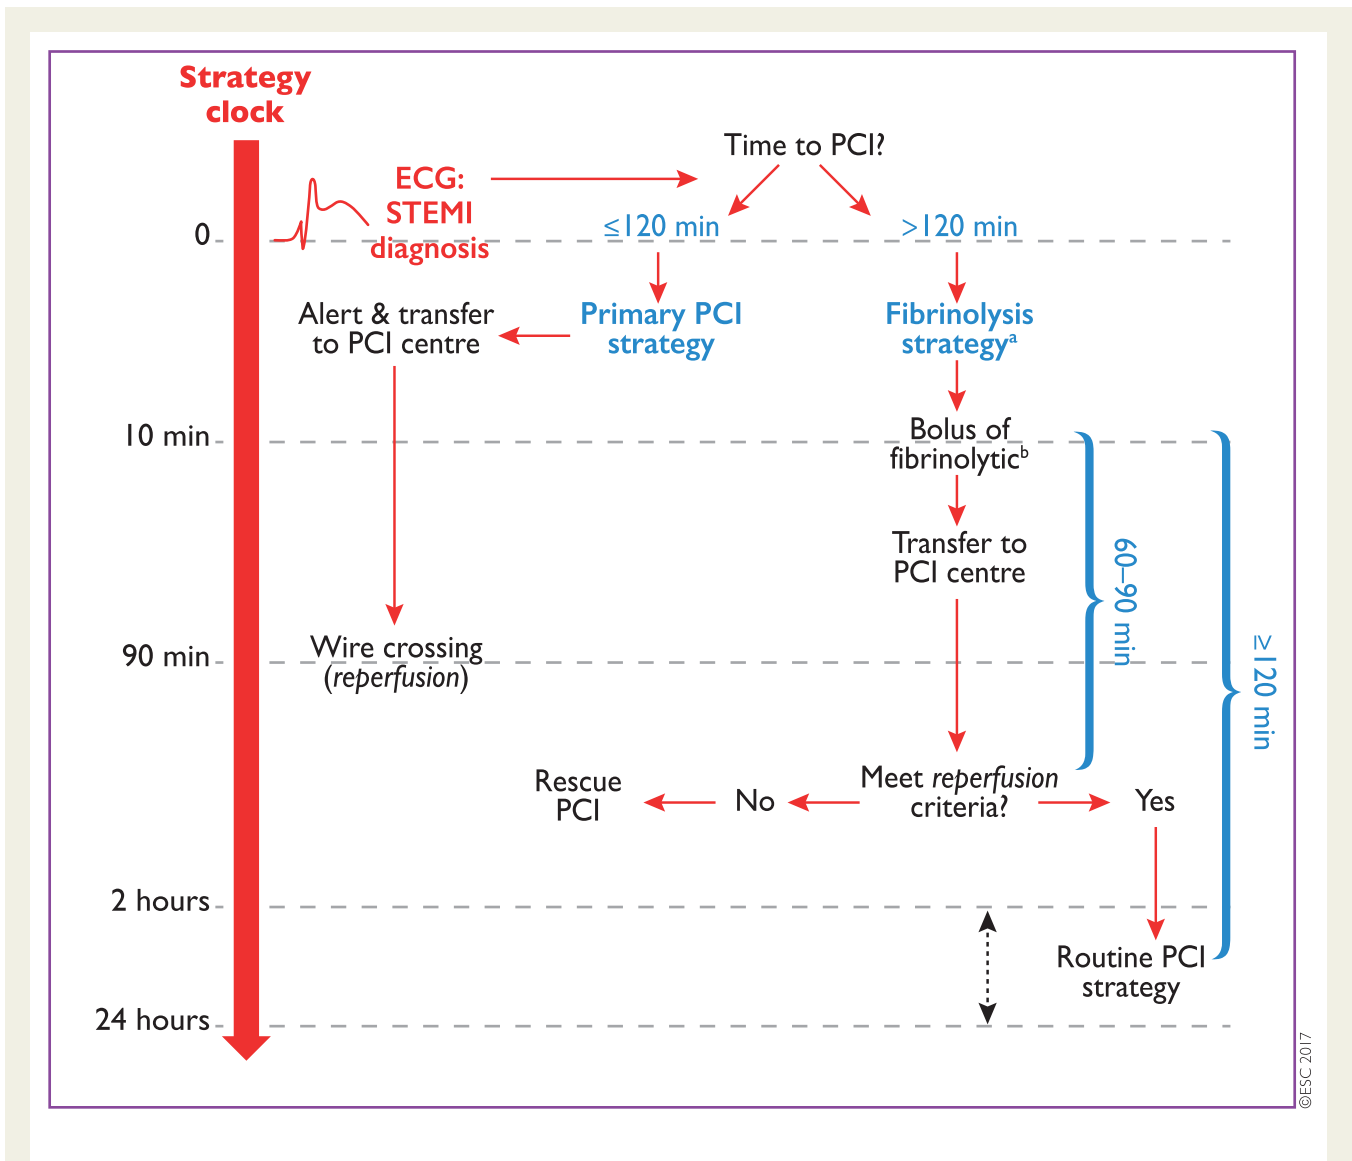 Strategy
clock
Time to PCI?
ECG:
STEMI
diagnosis
0
≤120 min
>120 min
Alert & transfer
to PCI centre
Primary PCI
strategy
Fibrinolysis
strategyᵃ
10 min
Bolus of
fibrinolyticᵇ
Transfer to
PCI centre
60–90 min
≥120 min
90 min
Wire crossing
(reperfusion)
Rescue
PCI
No
Meet reperfusion
criteria?
Yes
2 hours
Routine PCI
strategy
24 hours
©ESC 2017